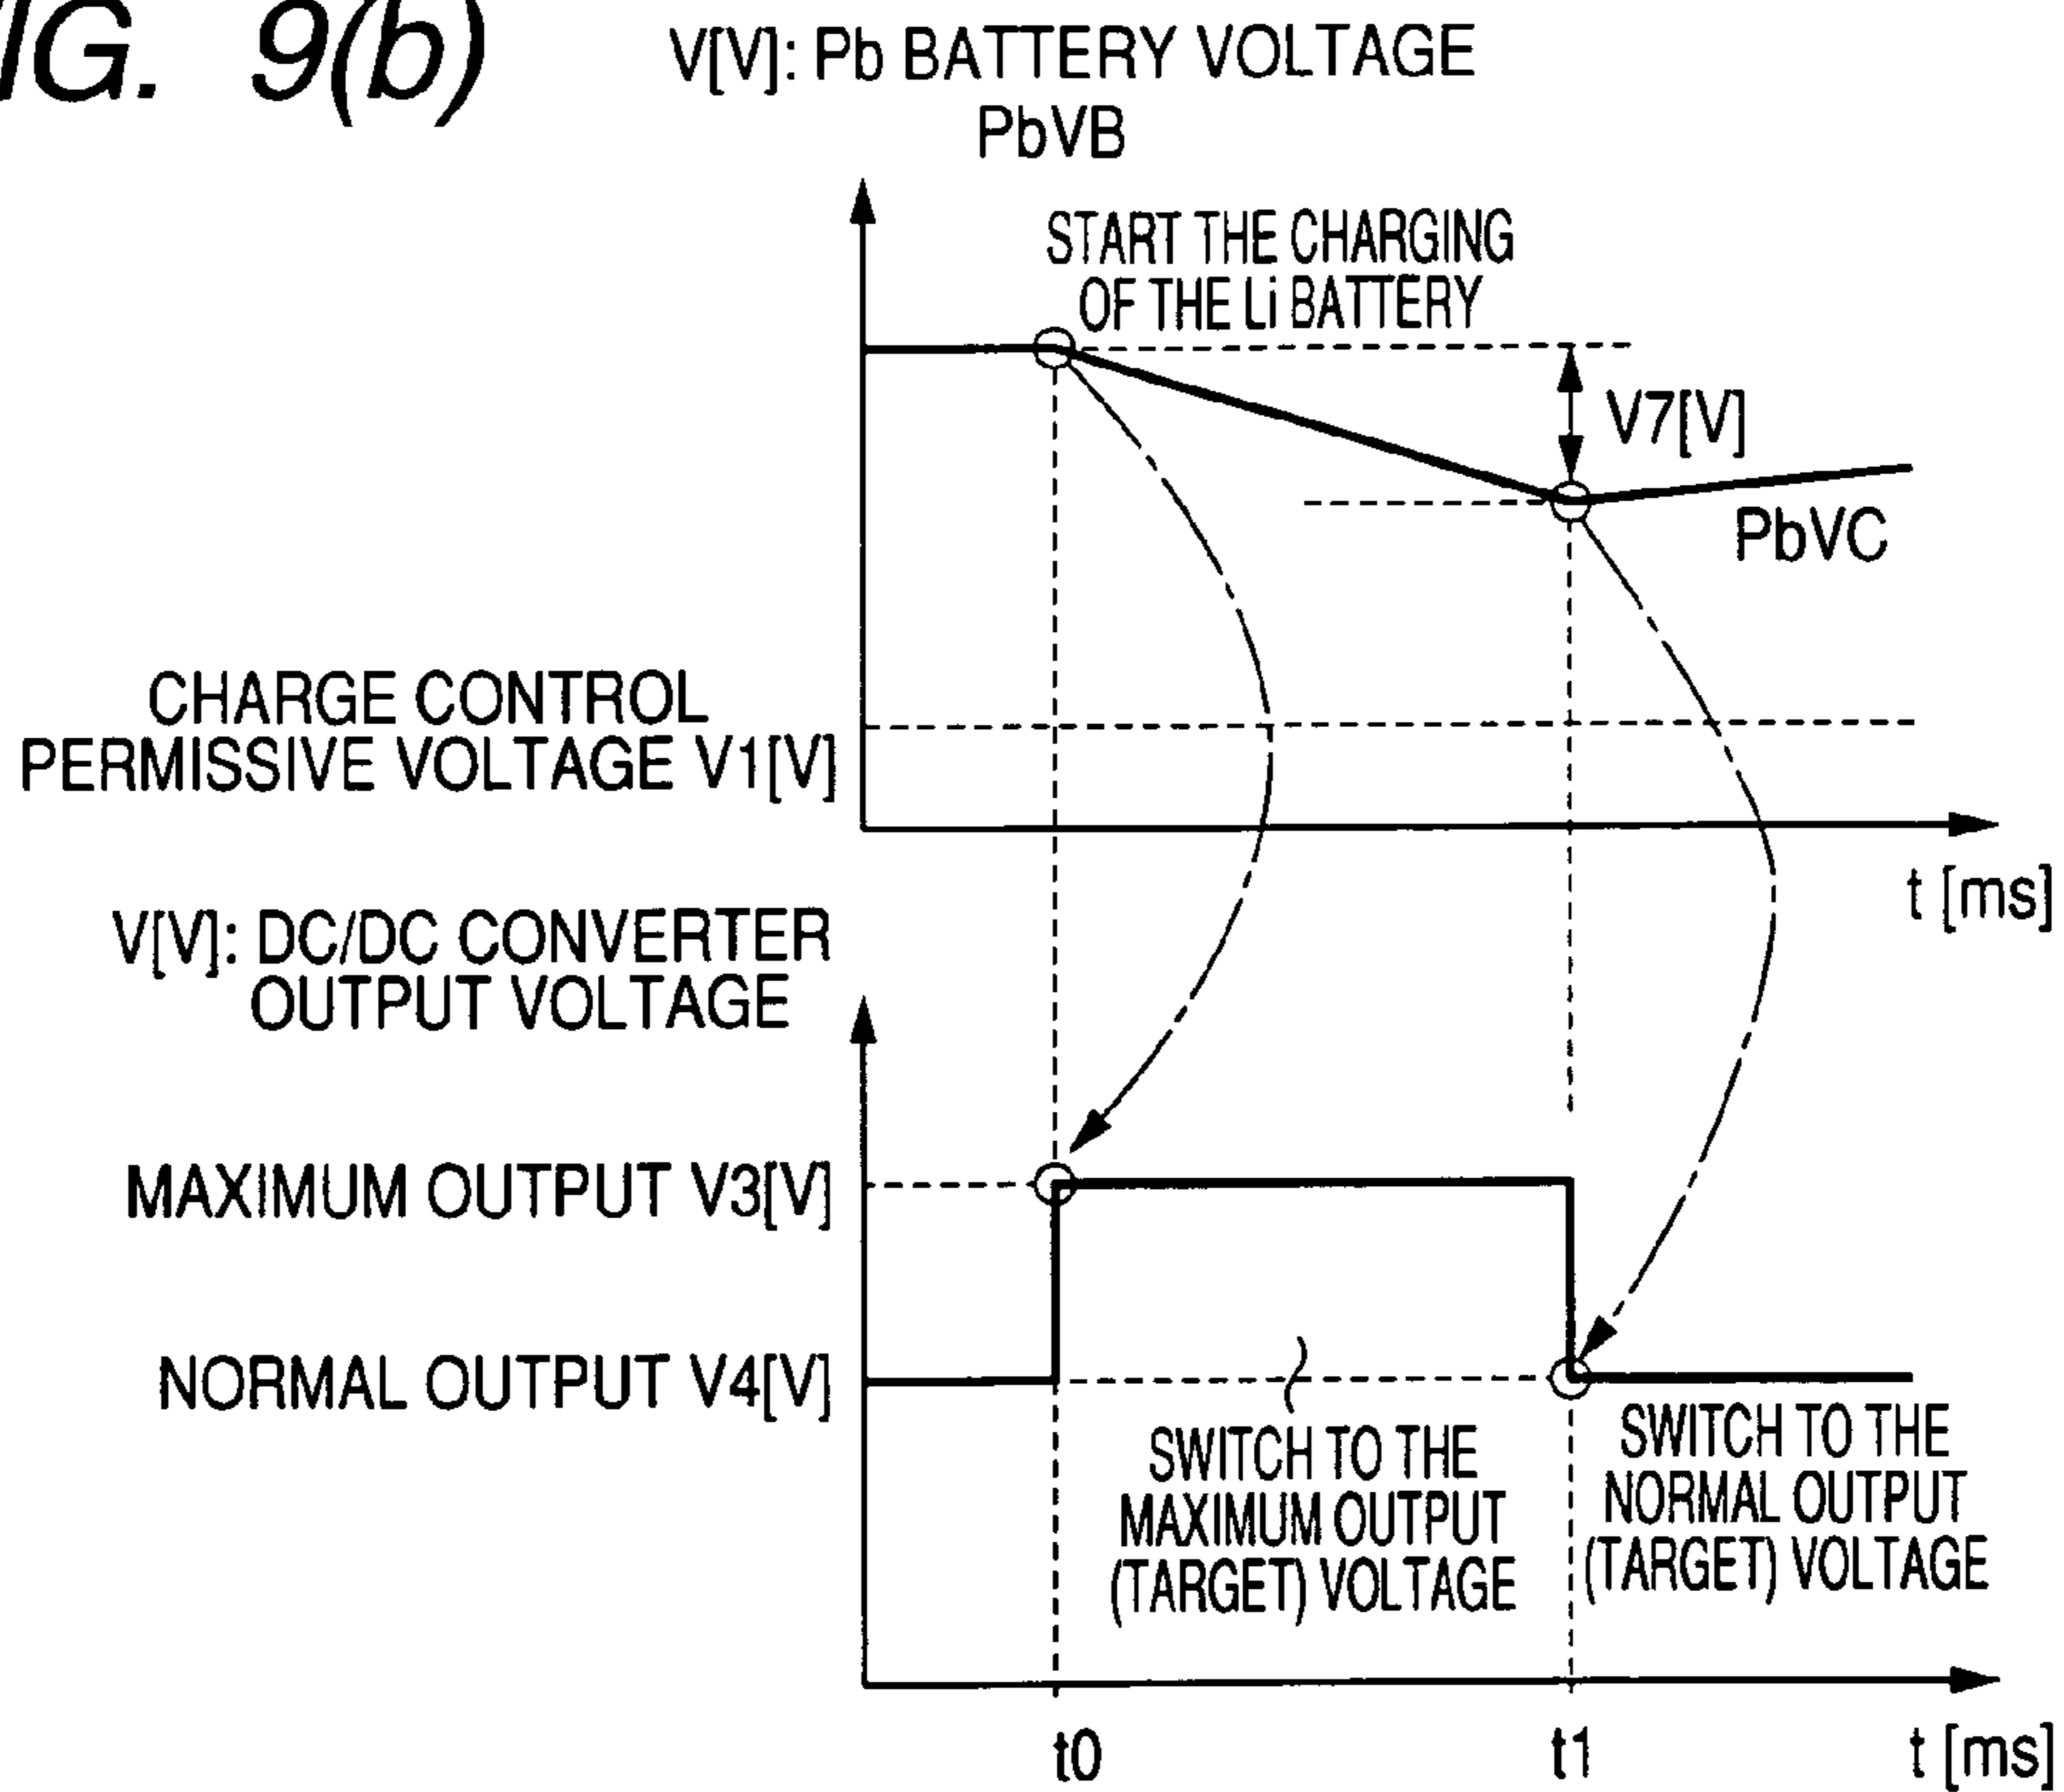 IG. 9(b)
V[V]: Pb BATTERY VOLTAGE
PbVB
START THE CHARGING
OF THE Li BATTERY
V7[V]
PbVC
CHARGE CONTROL
PERMISSIVE VOLTAGE V1[V]
t [ms]
V[V]: DC/DC CONVERTER
OUTPUT VOLTAGE
MAXIMUM OUTPUT V3[V]
NORMAL OUTPUT V4[V]
SWITCH TO THE
MAXIMUM OUTPUT
(TARGET) VOLTAGE
SWITCH TO THE
NORMAL OUTPUT
(TARGET) VOLTAGE
t0
t1
t [ms]